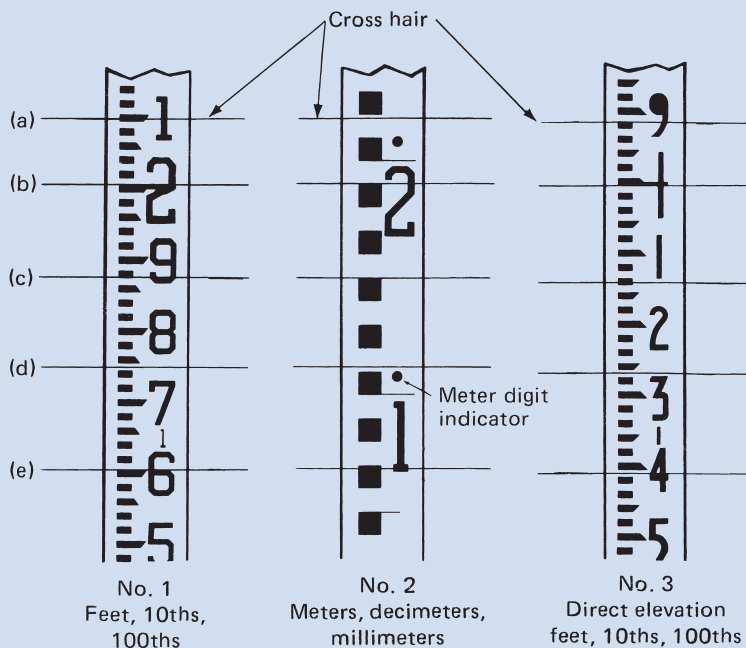 Cross hair
(a)
(b)
(c)
(d)
(e)
1
2
9
8
7
1
6
5
No. 1
Feet, 10ths,
100ths
2
Meter digit
indicator
1
No. 2
Meters, decimeters,
millimeters
9
4
1
2
3
4
5
No. 3
Direct elevation
feet, 10ths, 100ths